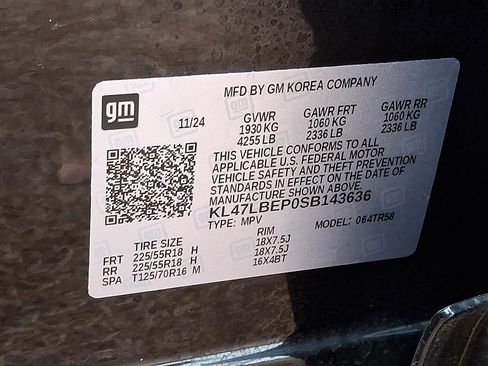 gm
MFD BY GM KOREA COMPANY
11/24 GVWR GAWR FRT GAWR RR
1930 KG 1060 KG 1060 KG
4255 LB 2336 LB 2336 LB
THIS VEHICLE CONFORMS TO ALL
APPLICABLE U.S. FEDERAL MOTOR
VEHICLE SAFETY AND THEFT PREVENTION
STANDARDS IN EFFECT ON THE DATE OF
MANUFACTURE SHOWN ABOVE.
KL47LBEP0SB143636
TYPE: MPV MODEL: 064TR58
TIRE SIZE RIM
FRT 225/55R18 H 18X7.5J
RR 225/55R18 H 18X7.5J
SPA T125/70R16 M 16X4BT